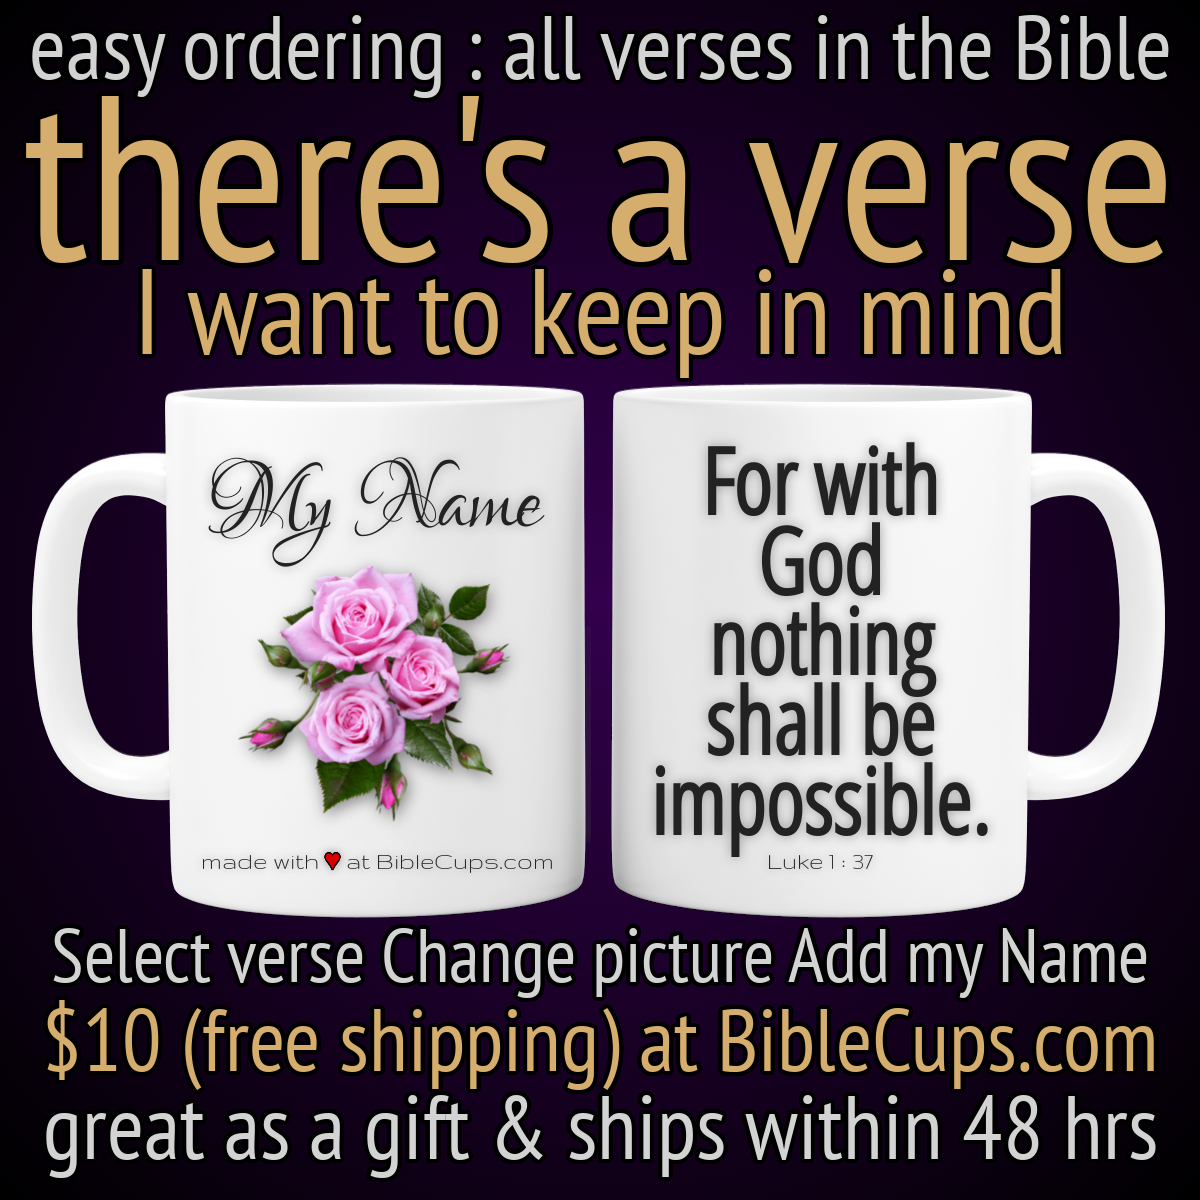 easy ordering : all verses in the Bible
there's a verse
I want to keep in mind
My Name
made with ♥ at BibleCups.com
For with
God
nothing
shall be
impossible.
Luke 1 : 37
Select verse Change picture Add my Name
$10 (free shipping) at BibleCups.com
great as a gift & ships within 48 hrs